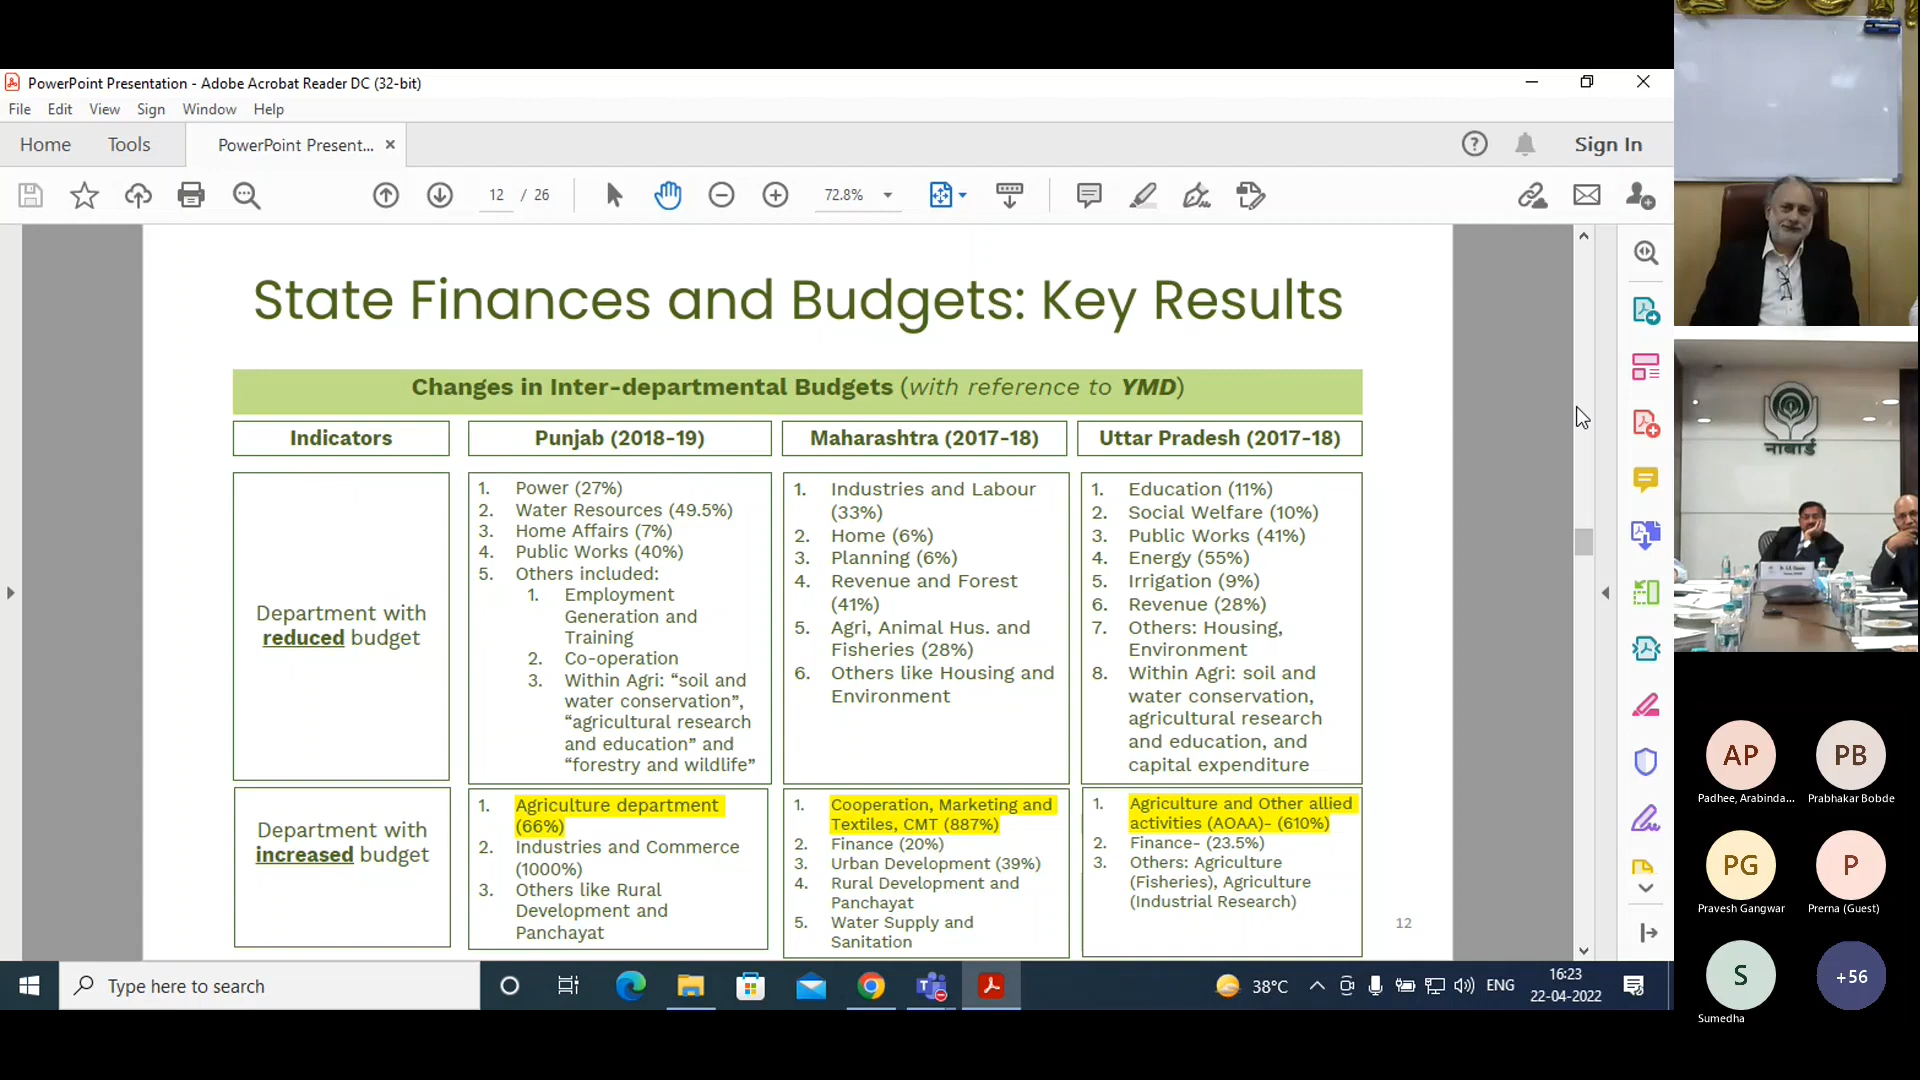 PowerPoint Presentation - Adobe Acrobat Reader DC (32-bit)
File Edit View Sign Window Help
Home Tools PowerPoint Present... Sign In
12 / 26 72.8%
State Finances and Budgets: Key Results
Changes in Inter-departmental Budgets (with reference to YMD)
Indicators
Punjab (2018-19)
Maharashtra (2017-18)
Uttar Pradesh (2017-18)
Department with
reduced budget
1. Power (27%)
2. Water Resources (49.5%)
3. Home Affairs (7%)
4. Public Works (40%)
5. Others included:
1. Employment
Generation and
Training
2. Co-operation
3. Within Agri: “soil and
water conservation”,
“agricultural research
and education” and
“forestry and wildlife”
1. Industries and Labour
(33%)
2. Home (6%)
3. Planning (6%)
4. Revenue and Forest
(41%)
5. Agri, Animal Hus. and
Fisheries (28%)
6. Others like Housing and
Environment
1. Education (11%)
2. Social Welfare (10%)
3. Public Works (41%)
4. Energy (55%)
5. Irrigation (9%)
6. Revenue (28%)
7. Others: Housing,
Environment
8. Within Agri: soil and
water conservation,
agricultural research
and education, and
capital expenditure
Department with
increased budget
1. Agriculture department
(66%)
2. Industries and Commerce
(1000%)
3. Others like Rural
Development and
Panchayat
1. Cooperation, Marketing and
Textiles, CMT (887%)
2. Finance (20%)
3. Urban Development (39%)
4. Rural Development and
Panchayat
5. Water Supply and
Sanitation
1. Agriculture and Other allied
activities (AOAA)- (610%)
2. Finance- (23.5%)
3. Others: Agriculture
(Fisheries), Agriculture
(Industrial Research)
12
Type here to search
38°C
ENG
16:23
22-04-2022
नाबार्ड
AP
Padhee, Arabinda...
PB
Prabhakar Bobde
PG
Pravesh Gangwar
P
Prerna (Guest)
S
Sumedha
+56